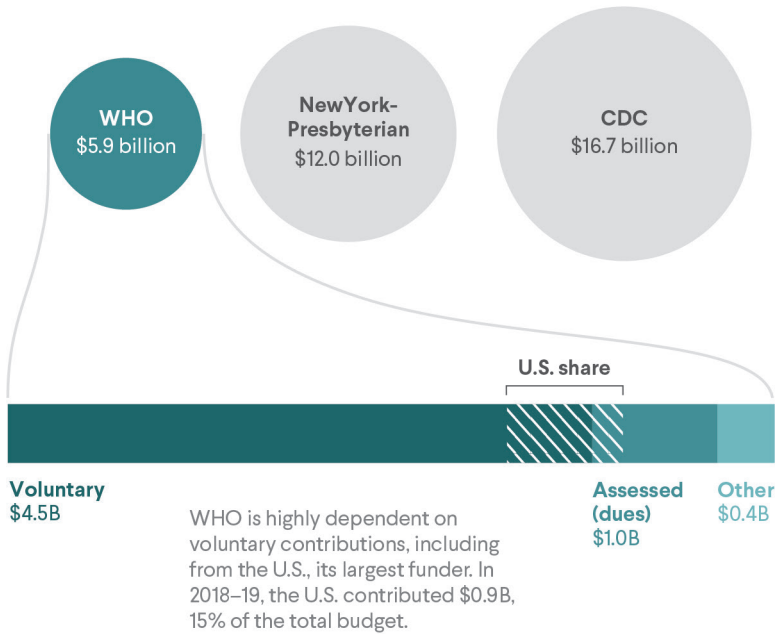 WHO
$5.9 billion
NewYork-
Presbyterian
$12.0 billion
CDC
$16.7 billion
U.S. share
Voluntary
$4.5B
Assessed
(dues)
$1.0B
Other
$0.4B
WHO is highly dependent on
voluntary contributions, including
from the U.S., its largest funder. In
2018–19, the U.S. contributed $0.9B,
15% of the total budget.